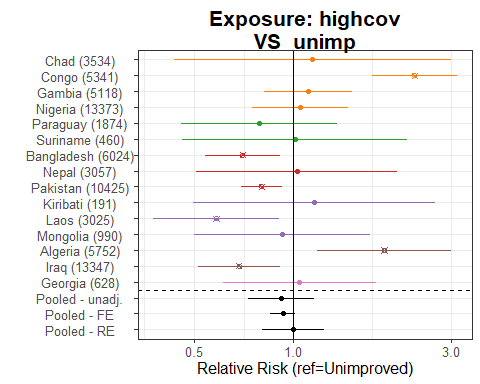 Exposure: highcov
VS unimp
Chad (3534)
Congo (5341)
Gambia (5118)
Nigeria (13373)
Paraguay (1874)
Suriname (460)
Bangladesh (6024)
Nepal (3057)
Pakistan (10425)
Kiribati (191)
Laos (3025)
Mongolia (990)
Algeria (5752)
Iraq (13347)
Georgia (628)
Pooled - unadj.
Pooled - FE
Pooled - RE
0.5 1.0 3.0
Relative Risk (ref=Unimproved)